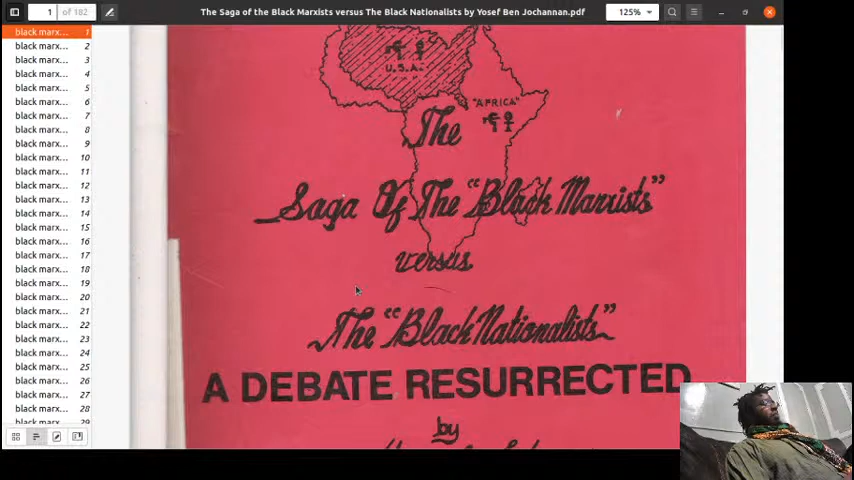 1 of 182
The Saga of the Black Marxists versus The Black Nationalists by Yosef Ben Jochannan.pdf
125%
black marx... 1
black marx... 2
black marx... 3
black marx... 4
black marx... 5
black marx... 6
black marx... 7
black marx... 8
black marx... 9
black marx... 10
black marx... 11
black marx... 12
black marx... 13
black marx... 14
black marx... 15
black marx... 16
black marx... 17
black marx... 18
black marx... 19
black marx... 20
black marx... 21
black marx... 22
black marx... 23
black marx... 24
black marx... 25
black marx... 26
black marx... 27
black marx... 28
black marx... 29
U.S.A.
"AFRICA"
The
Saga Of The "Black Marxists"
versus
The "Black Nationalists"
A DEBATE RESURRECTED
by